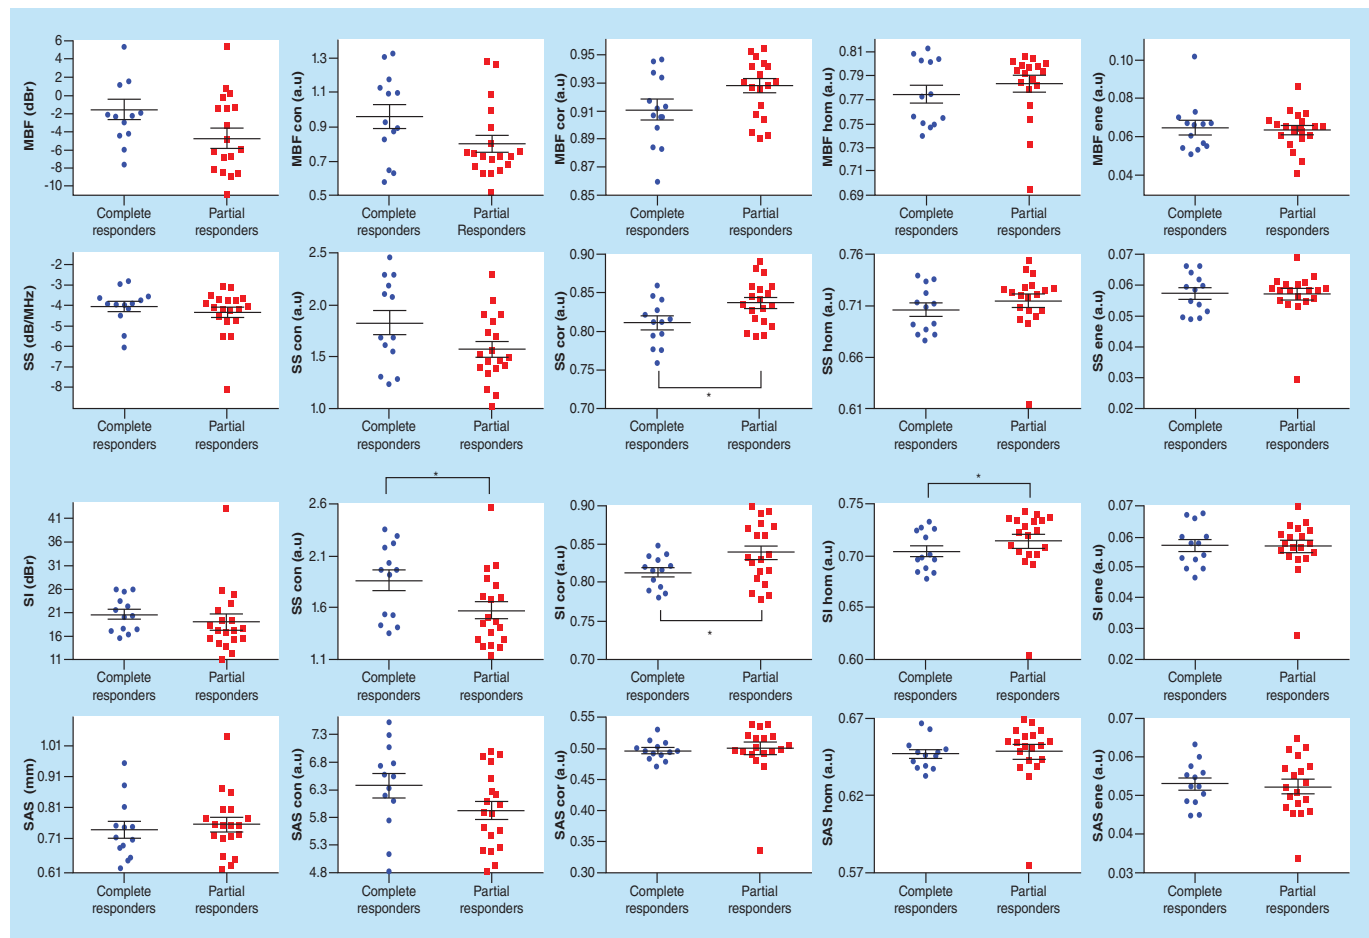 MBF (dBr)
6
4
2
0
-2
-4
-6
-8
-10
Complete responders
Partial responders
MBF con (a.u)
1.3
1.1
0.9
0.7
0.5
Complete responders
Partial Responders
MBF cor (a.u)
0.95
0.93
0.91
0.89
0.87
0.85
Complete responders
Partial responders
MBF hom (a.u)
0.81
0.79
0.77
0.75
0.73
0.71
0.69
Complete responders
Partial responders
MBF ene (a.u)
0.10
0.08
0.06
0.04
Complete responders
Partial responders
SS (dB/MHz)
-2
-3
-4
-5
-6
-7
-8
Complete responders
Partial responders
SS con (a.u)
2.5
2.0
1.5
1.0
Complete responders
Partial responders
SS cor (a.u)
0.90
0.85
0.80
0.75
0.70
*
Complete responders
Partial responders
SS hom (a.u)
0.76
0.71
0.66
0.61
Complete responders
Partial responders
SS ene (a.u)
0.07
0.06
0.05
0.04
0.03
0.02
Complete responders
Partial responders
SI (dBr)
41
36
31
26
21
16
11
Complete responders
Partial responders
*
SS con (a.u)
2.6
2.1
1.6
1.1
Complete responders
Partial responders
SI cor (a.u)
0.90
0.85
0.80
0.75
0.70
*
Complete responders
Partial responders
*
SI hom (a.u)
0.75
0.70
0.65
0.60
Complete responders
Partial responders
SI ene (a.u)
0.07
0.06
0.05
0.04
0.03
0.02
Complete responders
Partial responders
SAS (mm)
1.01
0.91
0.81
0.71
0.61
Complete responders
Partial responders
SAS con (a.u)
7.3
6.8
6.3
5.8
5.3
4.8
Complete responders
Partial responders
SAS cor (a.u)
0.55
0.50
0.45
0.40
0.30
Complete responders
Partial responders
SAS hom (a.u)
0.67
0.62
0.57
Complete responders
Partial responders
SAS ene (a.u)
0.07
0.06
0.05
0.04
0.03
Complete responders
Partial responders